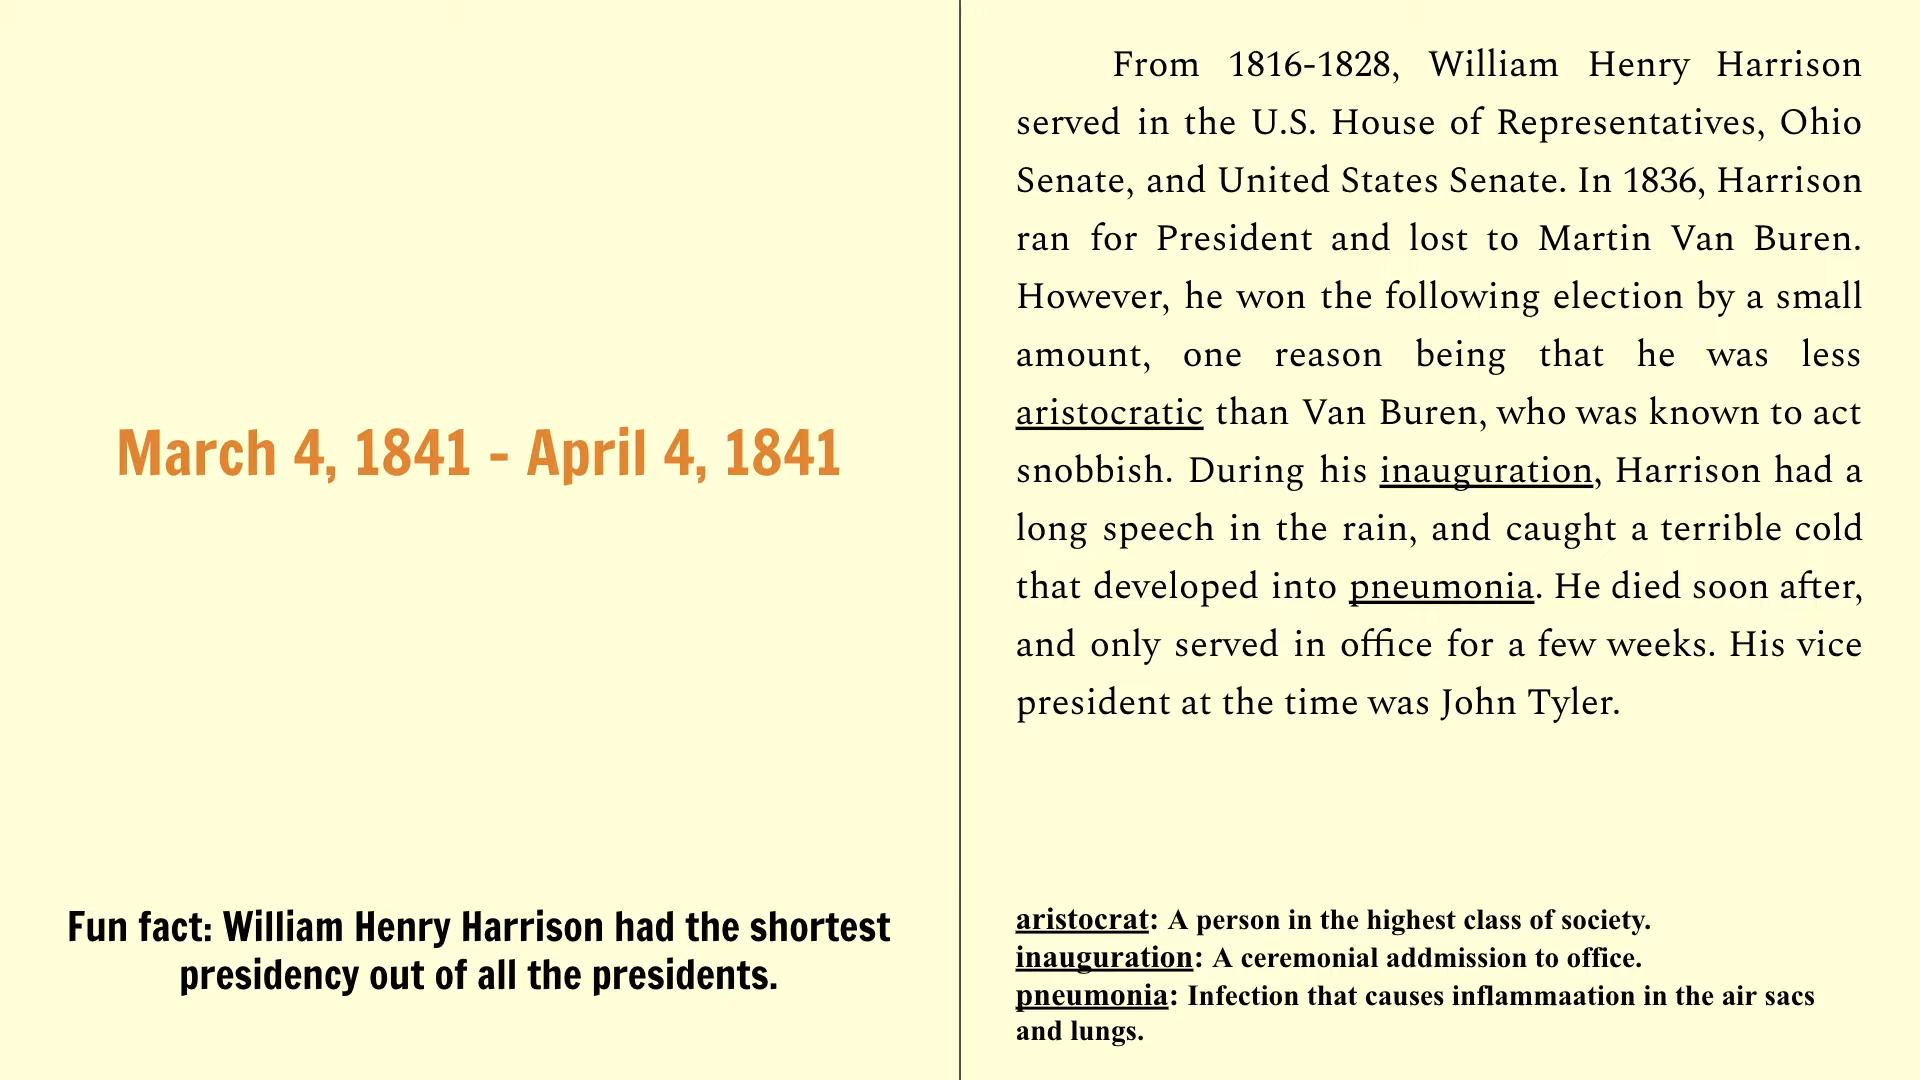 March 4, 1841 - April 4, 1841
Fun fact: William Henry Harrison had the shortest
presidency out of all the presidents.
From 1816-1828, William Henry Harrison
served in the U.S. House of Representatives, Ohio
Senate, and United States Senate. In 1836, Harrison
ran for President and lost to Martin Van Buren.
However, he won the following election by a small
amount, one reason being that he was less
aristocratic than Van Buren, who was known to act
snobbish. During his inauguration, Harrison had a
long speech in the rain, and caught a terrible cold
that developed into pneumonia. He died soon after,
and only served in office for a few weeks. His vice
president at the time was John Tyler.
aristocrat: A person in the highest class of society.
inauguration: A ceremonial addmission to office.
pneumonia: Infection that causes inflammaation in the air sacs
and lungs.